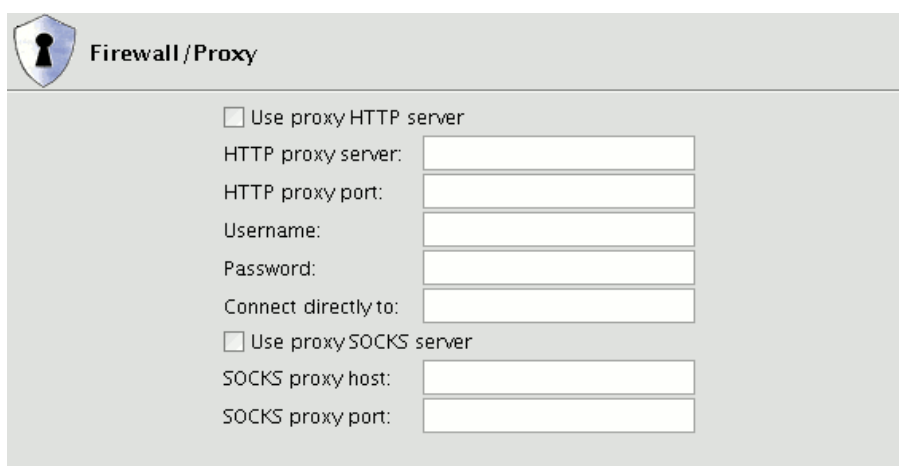 Firewall/Proxy
Use proxy HTTP server
HTTP proxy server:
HTTP proxy port:
Username:
Password:
Connect directly to:
Use proxy SOCKS server
SOCKS proxy host:
SOCKS proxy port: